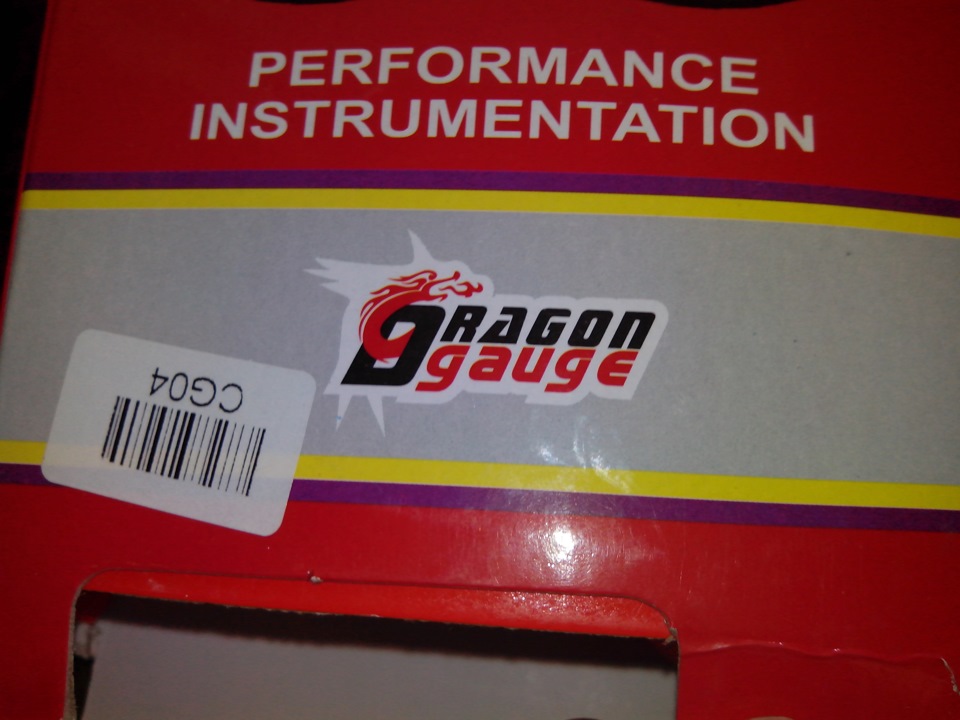 PERFORMANCE
INSTRUMENTATION
DRAGON
gauge
CG04